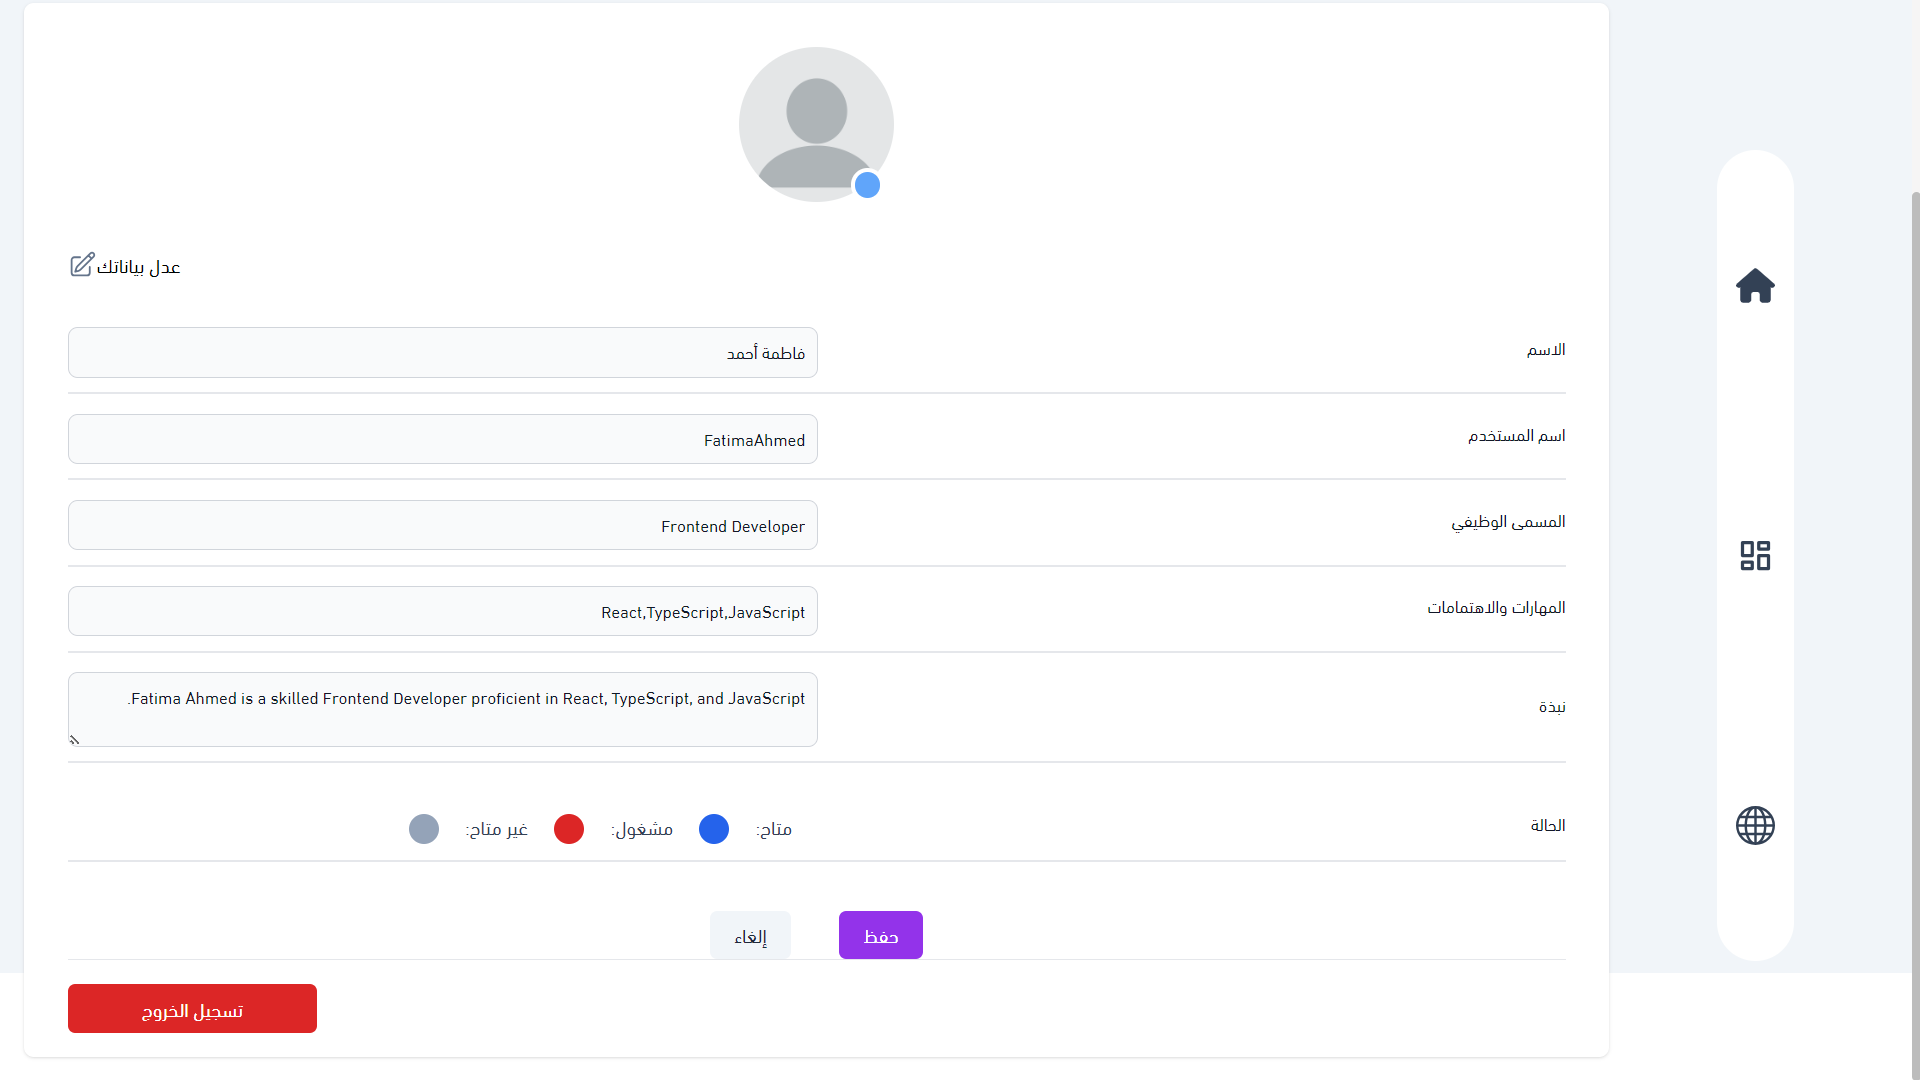 عدل بياناتك
الاسم
فاطمة أحمد
اسم المستخدم
FatimaAhmed
المسمى الوظيفي
Frontend Developer
المهارات والاهتمامات
React,TypeScript,JavaScript
نبذة
Fatima Ahmed is a skilled Frontend Developer proficient in React, TypeScript, and JavaScript.
الحالة
متاح: مشغول: غير متاح:
حفظ إلغاء
تسجيل الخروج